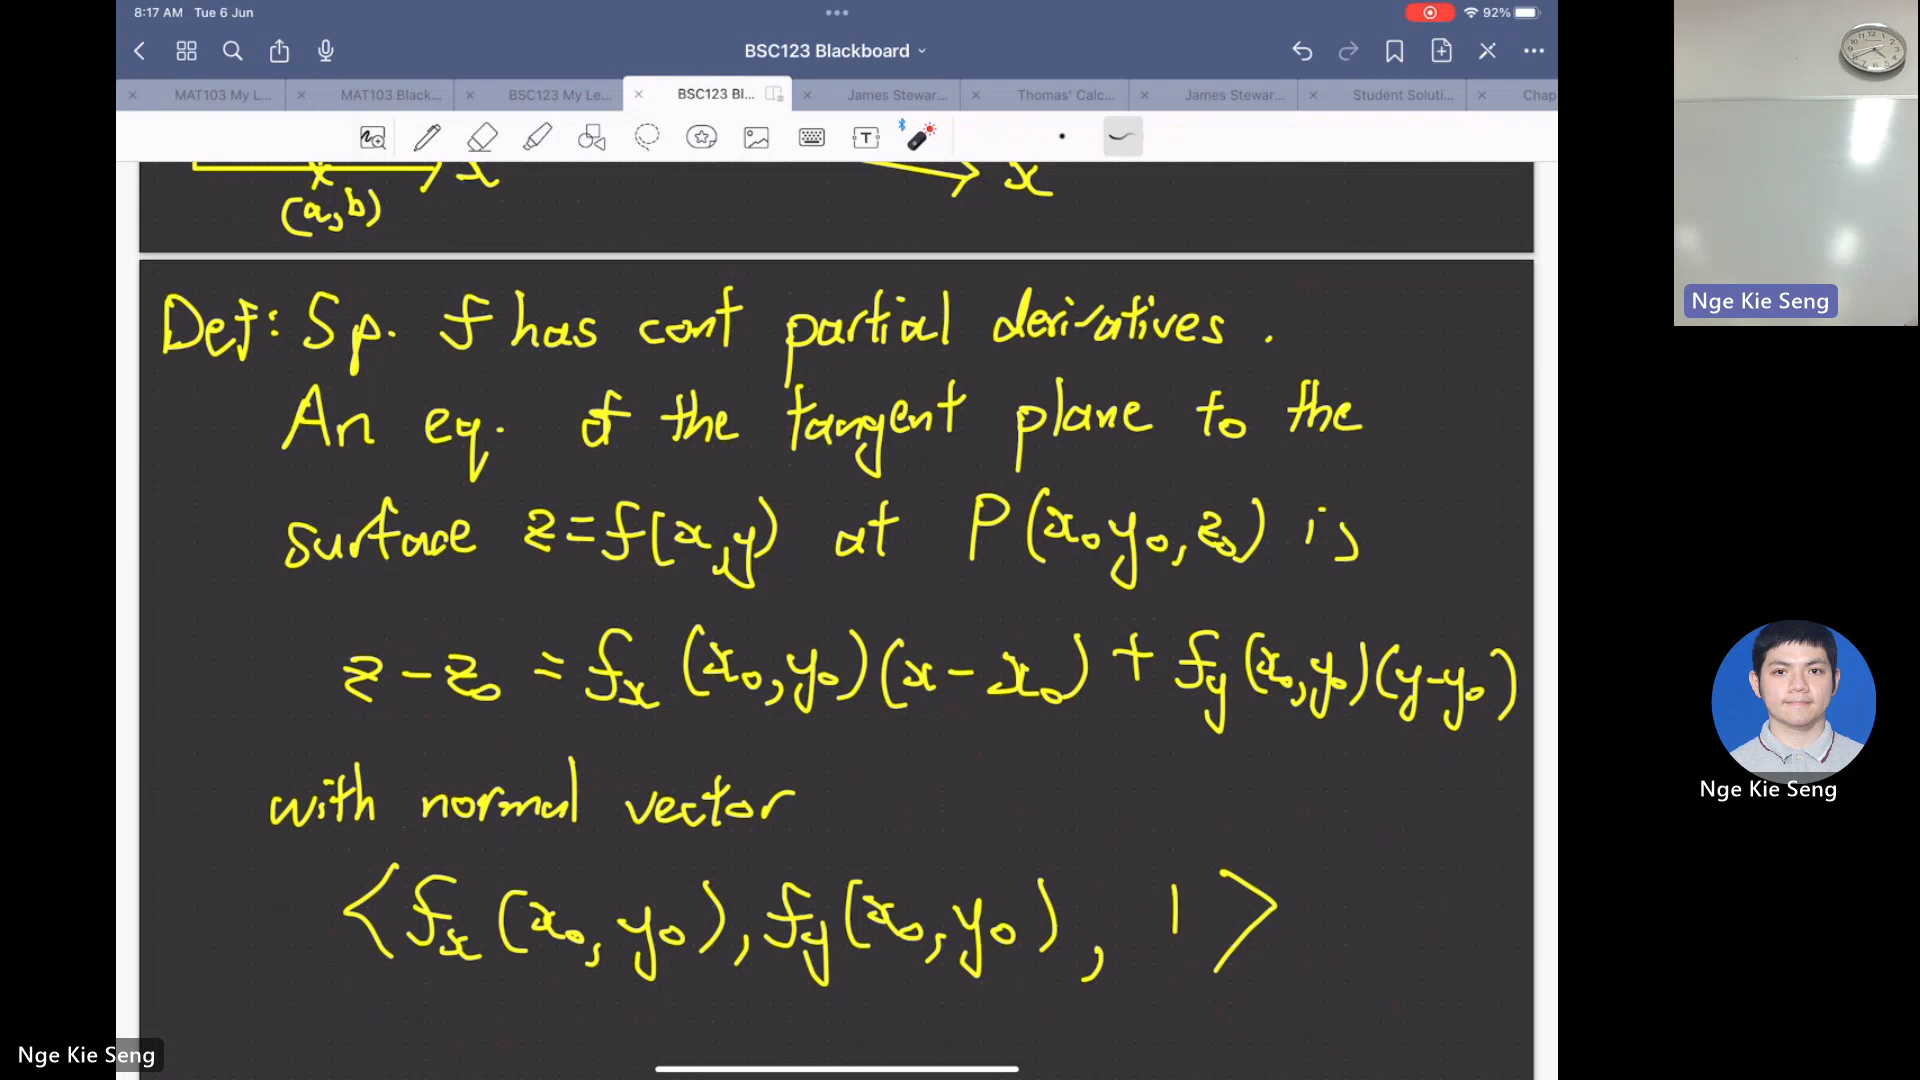 8:17 AM Tue 6 Jun
92%
BSC123 Blackboard
MAT103 My L...
MAT103 Black...
BSC123 My Le...
BSC123 Bl...
James Stewar...
Thomas' Calc...
James Stewar...
Student Soluti...
Chap
x
(a,b)
x
Def: Sp. f has cont partial derivatives.
An eq. of the tangent plane to the
surface z=f(x,y) at P(x₀y₀,z₀) is
z-z₀ = fₓ(x₀,y₀)(x-x₀) + f_y(x₀,y₀)(y-y₀)
with normal vector
<fₓ(x₀,y₀), f_y(x₀,y₀), 1>
Nge Kie Seng
Nge Kie Seng
Nge Kie Seng